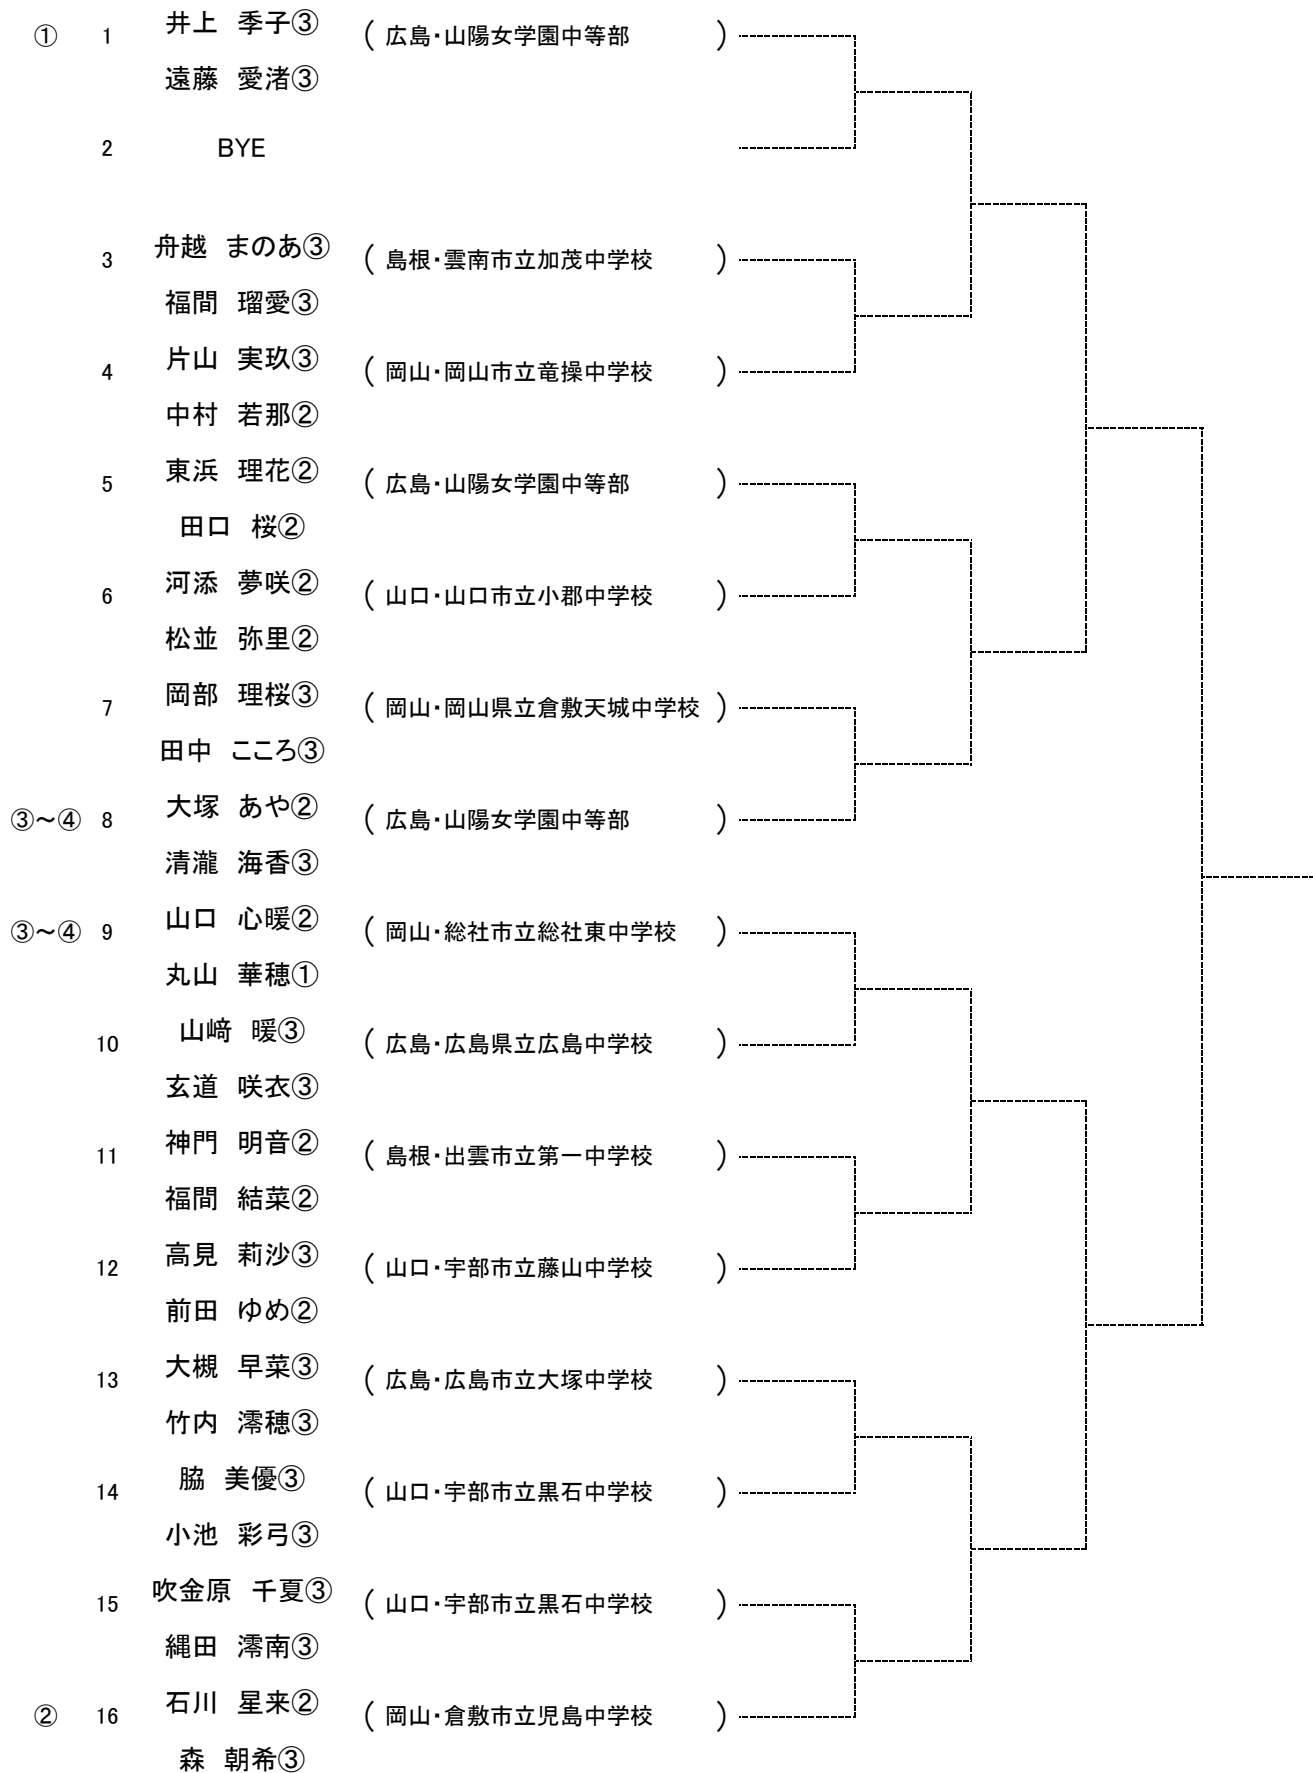 ① 1 井上 季子③ ( 広島・山陽女学園中等部 )
遠藤 愛渚③
2 BYE
3 舟越 まのあ③ ( 島根・雲南市立加茂中学校 )
福間 瑠愛③
4 片山 実玖③ ( 岡山・岡山市立竜操中学校 )
中村 若那②
5 東浜 理花② ( 広島・山陽女学園中等部 )
田口 桜②
6 河添 夢咲② ( 山口・山口市立小郡中学校 )
松並 弥里②
7 岡部 理桜③ ( 岡山・岡山県立倉敷天城中学校 )
田中 こころ③
③～④ 8 大塚 あや② ( 広島・山陽女学園中等部 )
清瀧 海香③
③～④ 9 山口 心暖② ( 岡山・総社市立総社東中学校 )
丸山 華穂①
10 山﨑 暖③ ( 広島・広島県立広島中学校 )
玄道 咲衣③
11 神門 明音② ( 島根・出雲市立第一中学校 )
福間 結菜②
12 高見 莉沙③ ( 山口・宇部市立藤山中学校 )
前田 ゆめ②
13 大槻 早菜③ ( 広島・広島市立大塚中学校 )
竹内 澪穂③
14 脇 美優③ ( 山口・宇部市立黒石中学校 )
小池 彩弓③
15 吹金原 千夏③ ( 山口・宇部市立黒石中学校 )
縄田 澪南③
② 16 石川 星来② ( 岡山・倉敷市立児島中学校 )
森 朝希③